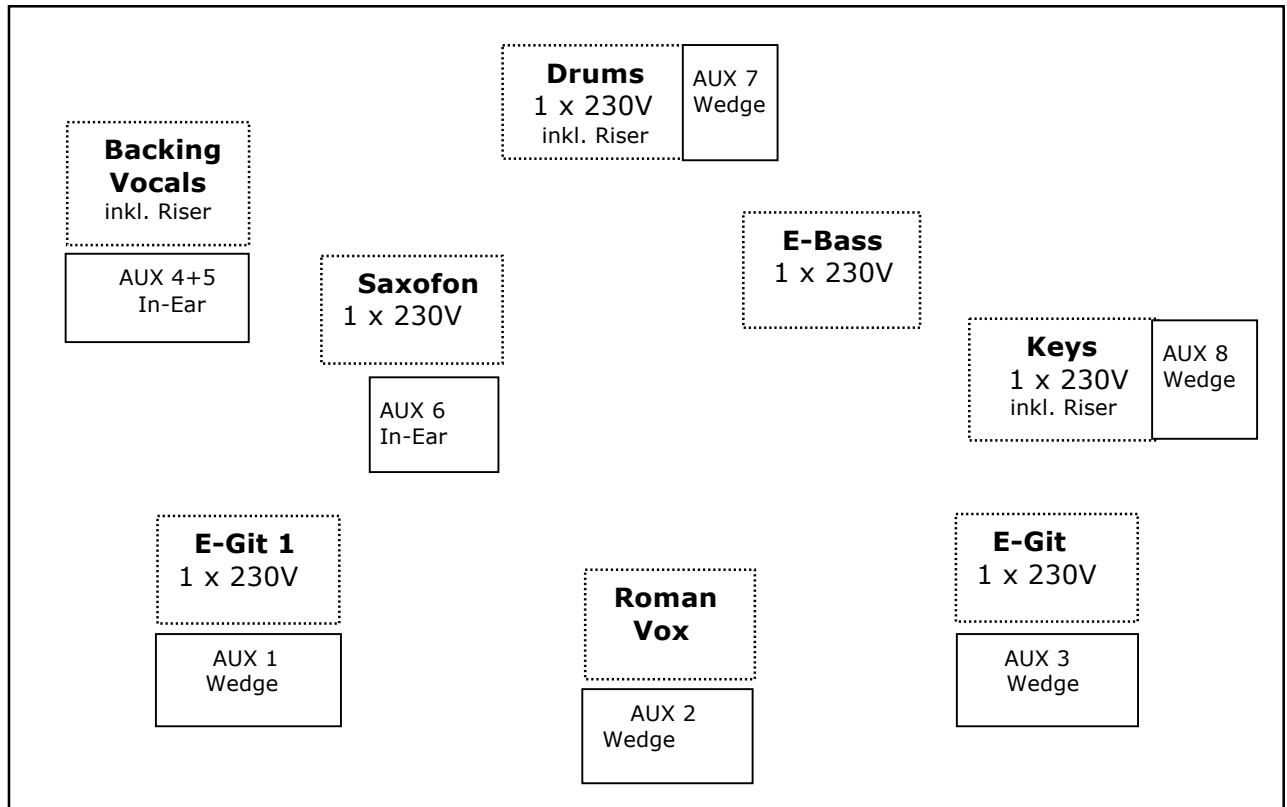 Drums
1 x 230V
inkl. Riser
AUX 7
Wedge
Backing
Vocals
inkl. Riser
AUX 4+5
In-Ear
Saxofon
1 x 230V
AUX 6
In-Ear
E-Bass
1 x 230V
Keys
1 x 230V
inkl. Riser
AUX 8
Wedge
E-Git 1
1 x 230V
AUX 1
Wedge
Roman
Vox
AUX 2
Wedge
E-Git
1 x 230V
AUX 3
Wedge